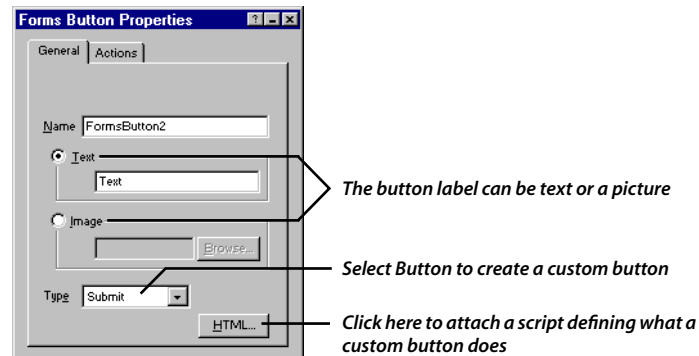 Forms Button Properties
General Actions
Name FormsButton2
Text
Text
The button label can be text or a picture
Image
Browse...
Select Button to create a custom button
Type Submit
HTML...
Click here to attach a script defining what a
custom button does